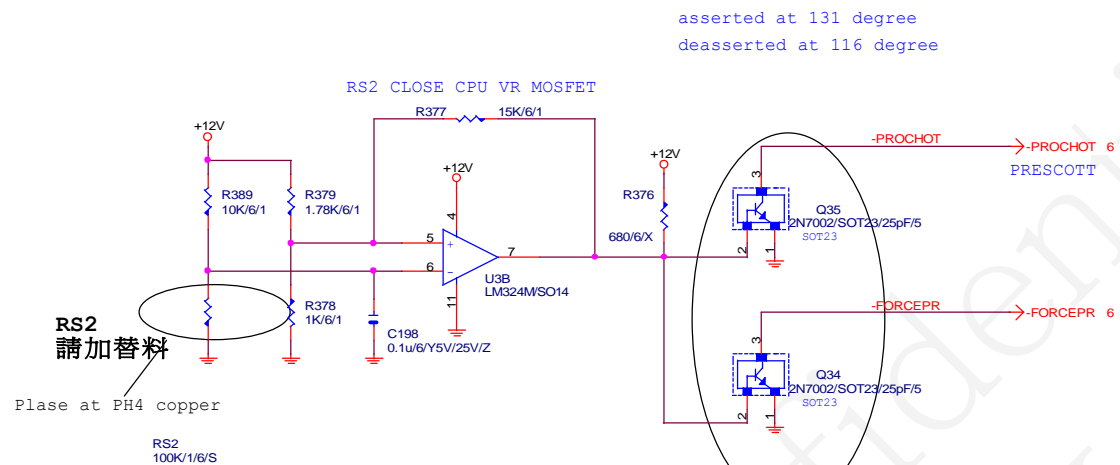 asserted at 131 degree
deasserted at 116 degree
RS2 CLOSE CPU VR MOSFET
R377
15K/6/1
+12V
+12V
+12V
-PROCHOT
-PROCHOT 6
PRESCOTT
R389
10K/6/1
R379
1.78K/6/1
R376
680/6/X
4
5
+
6
−
7
11
U3B
LM324M/SO14
3
2
1
Q35
2N7002/SOT23/25pF/5
SOT23
RS2
請加替料
R378
1K/6/1
C198
0.1u/6/Y5V/25V/Z
-FORCEPR
-FORCEPR 6
3
2
1
Q34
2N7002/SOT23/25pF/5
SOT23
Plase at PH4 copper
RS2
100K/1/6/S